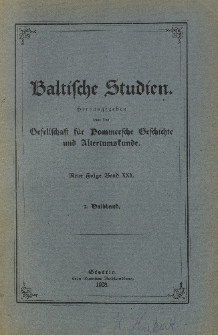 Baltische Studien.
Herausgegeben
von der
Gesellschaft für Pommersche Geschichte
und Altertumskunde.
Neue Folge Band XXX.
2. Halbband.
Stettin.
1928.